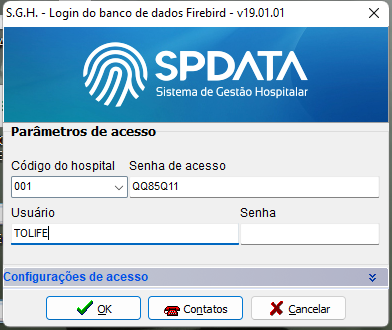 S.G.H. - Login do banco de dados Firebird - v19.01.01
SPDATA
Sistema de Gestão Hospitalar
Parâmetros de acesso
Código do hospital Senha de acesso
001 QQ85Q11
Usuário Senha
TOLIFE
Configurações de acesso
OK Contatos Cancelar